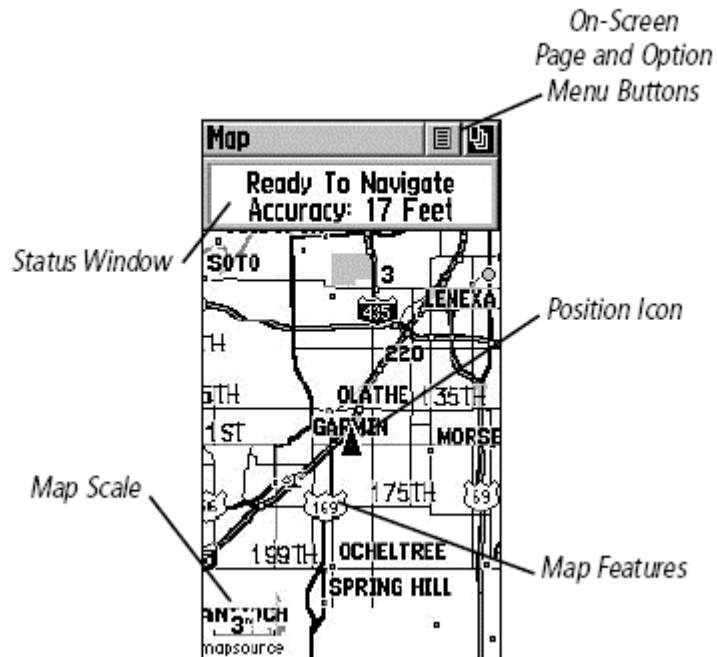 On-Screen
Page and Option
Menu Buttons
Map
Ready To Navigate
Accuracy: 17 Feet
Status Window
SOTO
3
LENEXA
435
Position Icon
TH
220
5TH
OLATHE
135TH
1ST
GARMIN
MORSE
Map Scale
175TH
169
69
199TH
OCHELTREE
Map Features
SPRING HILL
3
mapsource